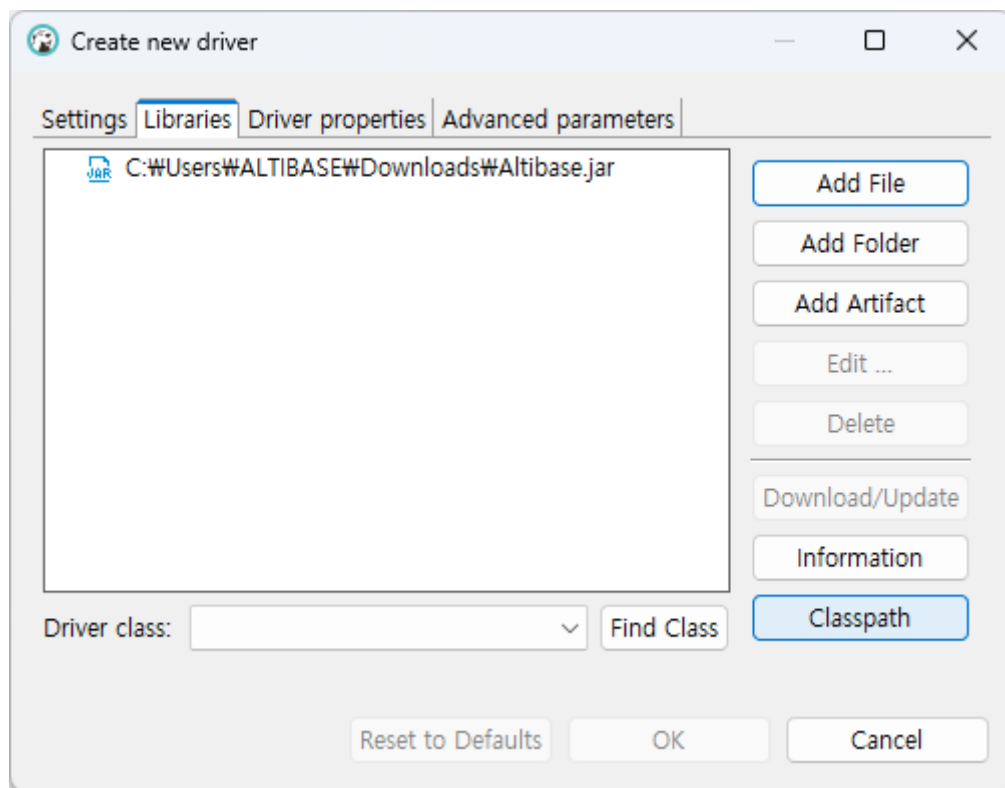 Create new driver
Settings Libraries Driver properties Advanced parameters
JAR C:₩Users₩ALTIBASE₩Downloads₩Altibase.jar
Add File
Add Folder
Add Artifact
Edit ...
Delete
Download/Update
Information
Classpath
Driver class: Find Class
Reset to Defaults OK Cancel